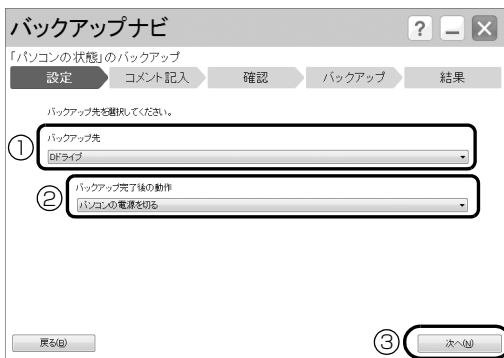 バックアップナビ
?
「パソコンの状態」のバックアップ
設定 コメント記入 確認 バックアップ 結果
バックアップ先を選択してください。
① バックアップ先
Dドライブ
② バックアップ完了後の動作
パソコンの電源を切る
戻る(B) ③ 次へ(N)